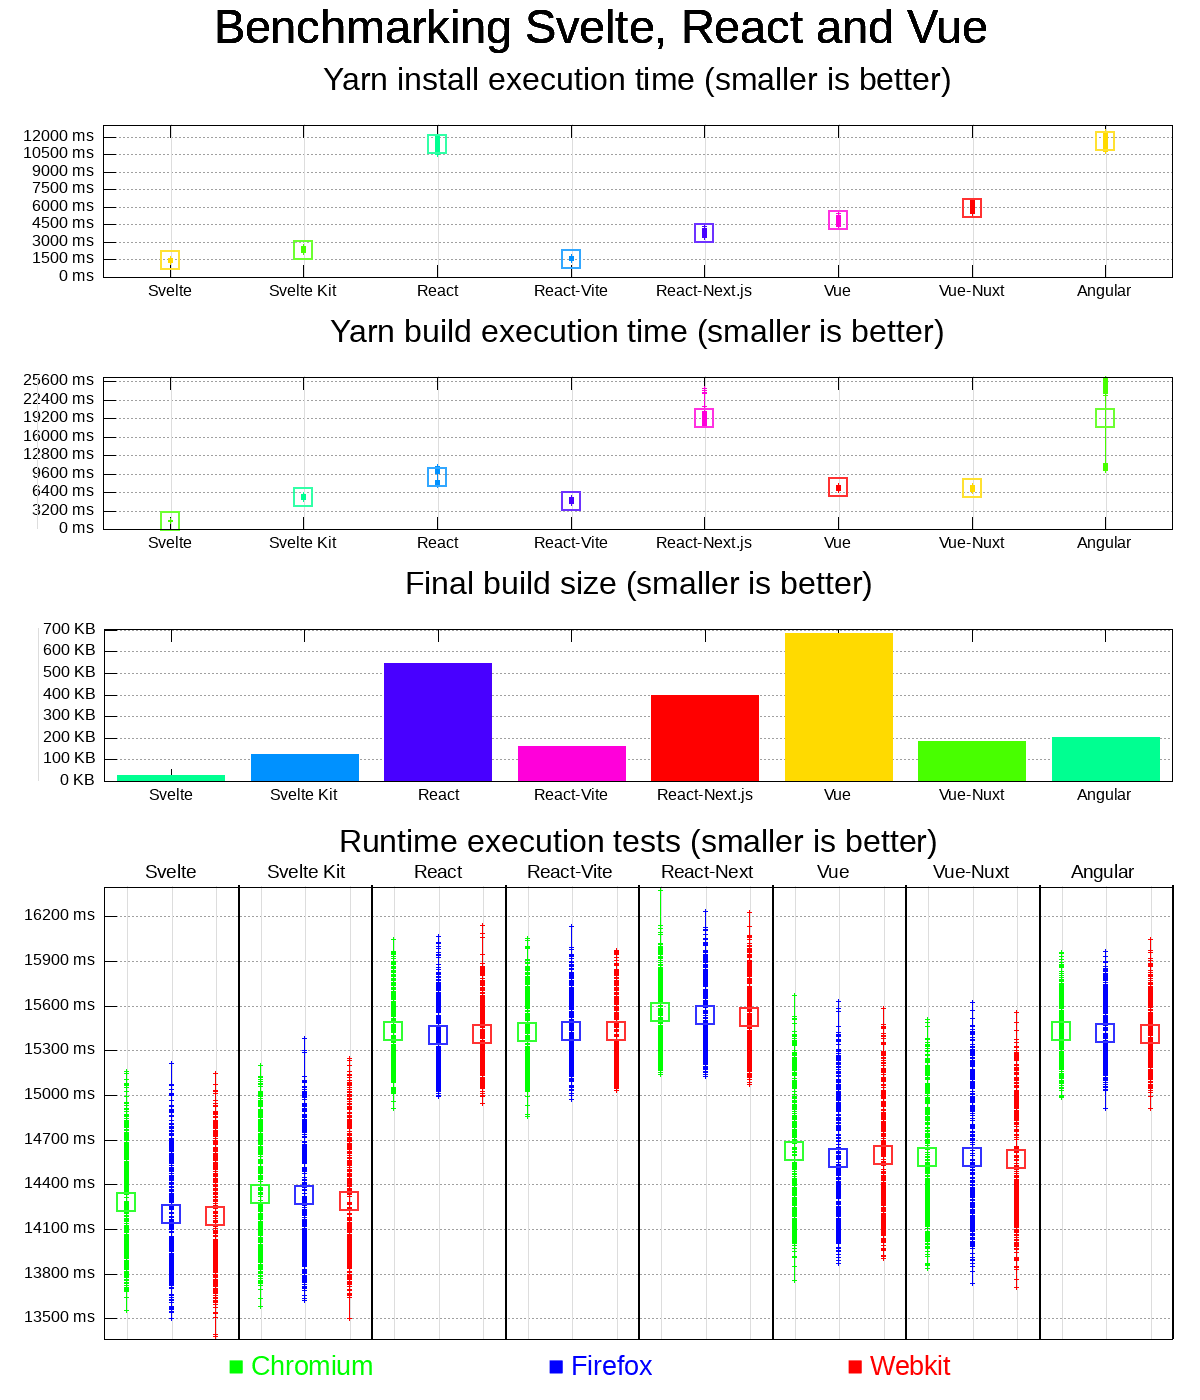 Benchmarking Svelte, React and Vue
Yarn install execution time (smaller is better)
12000 ms
10500 ms
9000 ms
7500 ms
6000 ms
4500 ms
3000 ms
1500 ms
0 ms
Svelte Svelte Kit React React-Vite React-Next.js Vue Vue-Nuxt Angular
Yarn build execution time (smaller is better)
25600 ms
22400 ms
19200 ms
16000 ms
12800 ms
9600 ms
6400 ms
3200 ms
0 ms
Svelte Svelte Kit React React-Vite React-Next.js Vue Vue-Nuxt Angular
Final build size (smaller is better)
700 KB
600 KB
500 KB
400 KB
300 KB
200 KB
100 KB
0 KB
Svelte Svelte Kit React React-Vite React-Next.js Vue Vue-Nuxt Angular
Runtime execution tests (smaller is better)
Svelte Svelte Kit React React-Vite React-Next Vue Vue-Nuxt Angular
16200 ms
15900 ms
15600 ms
15300 ms
15000 ms
14700 ms
14400 ms
14100 ms
13800 ms
13500 ms
Chromium Firefox Webkit